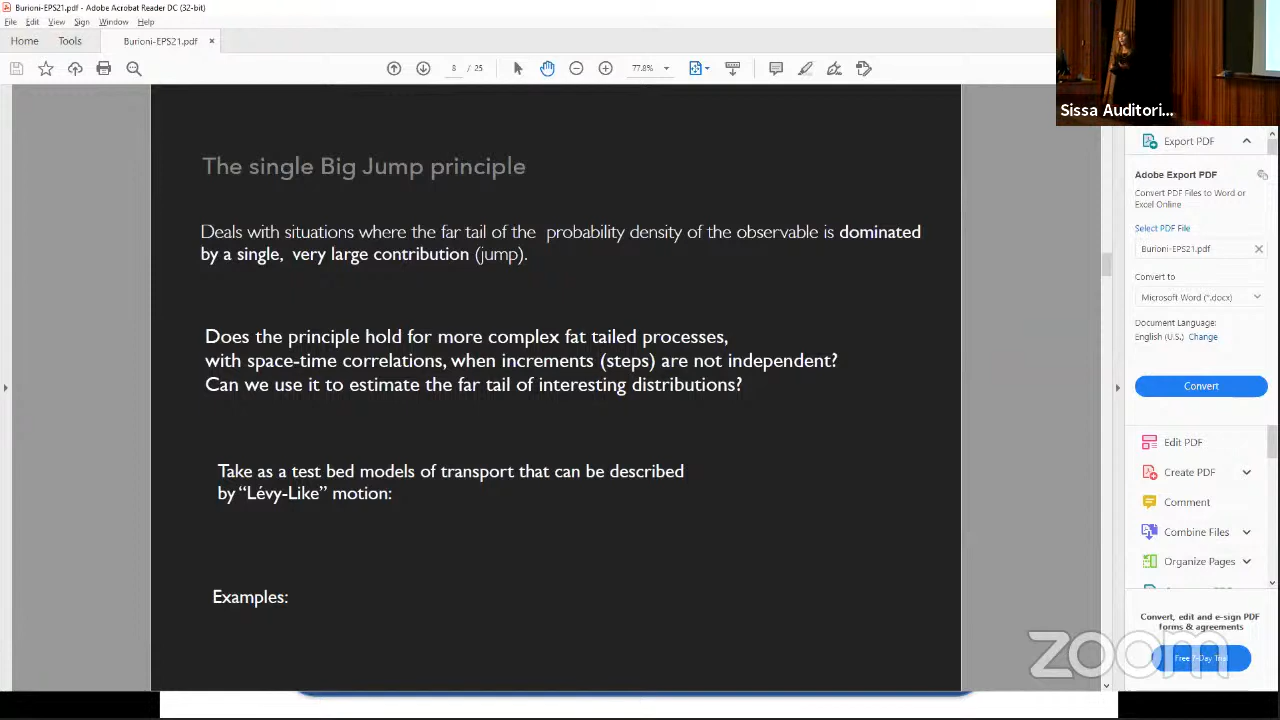 Burioni-EPS21.pdf - Adobe Acrobat Reader DC (32-bit)
File Edit View Sign Window Help
Home Tools Burioni-EPS21.pdf ×
8 / 25 77.8%
Sissa Auditori...
The single Big Jump principle
Deals with situations where the far tail of the probability density of the observable is dominated
by a single, very large contribution (jump).
Does the principle hold for more complex fat tailed processes,
with space-time correlations, when increments (steps) are not independent?
Can we use it to estimate the far tail of interesting distributions?
Take as a test bed models of transport that can be described
by “Lévy-Like” motion:
Examples:
Export PDF
Adobe Export PDF
Convert PDF Files to Word or
Excel Online
Select PDF File
Burioni-EPS21.pdf
Convert to
Microsoft Word (*.docx)
Document Language:
English (U.S.) Change
Convert
Edit PDF
Create PDF
Comment
Combine Files
Organize Pages
Convert, edit and e-sign PDF
forms & agreements
Free 7-Day Trial
zoom